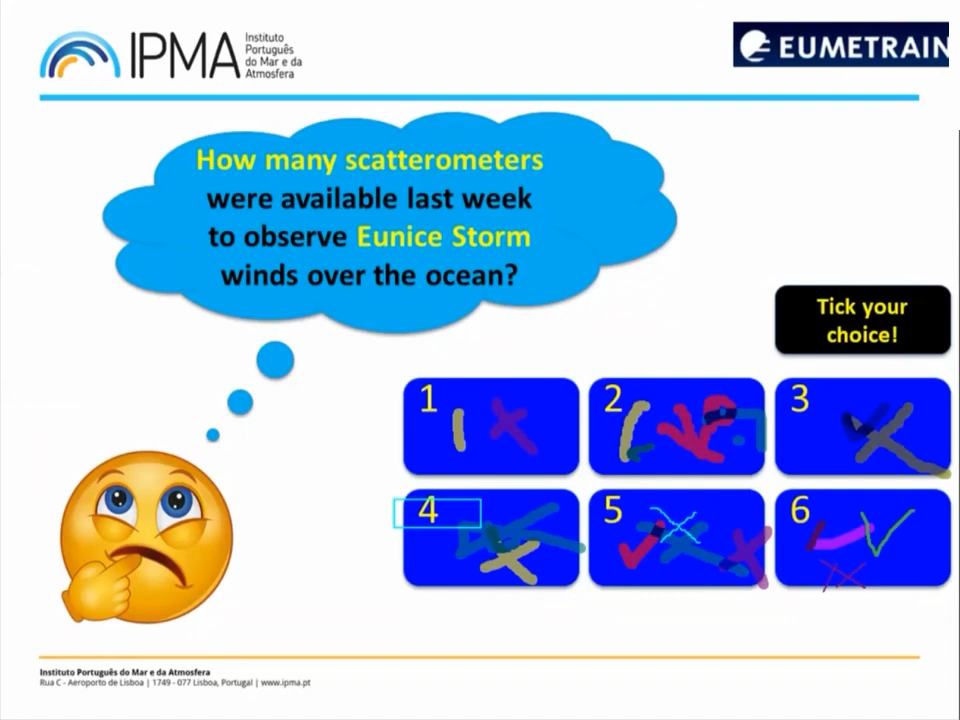 IPMA
Instituto
Português
do Mar e da
Atmosfera
EUMETRAIN
How many scatterometers
were available last week
to observe Eunice Storm
winds over the ocean?
Tick your
choice!
1
2
3
4
5
6
Instituto Português do Mar e da Atmosfera
Rua C - Aeroporto de Lisboa | 1749 - 077 Lisboa, Portugal | www.ipma.pt